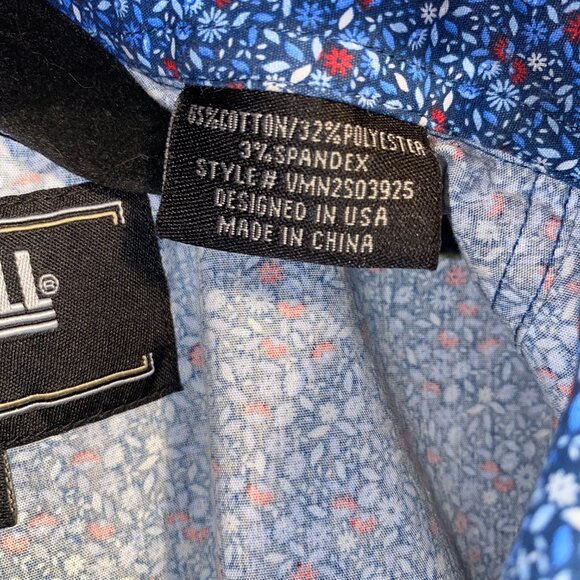 65%COTTON/32%POLYESTER
3%SPANDEX
STYLE # VMN2S03925
DESIGNED IN USA
MADE IN CHINA
®